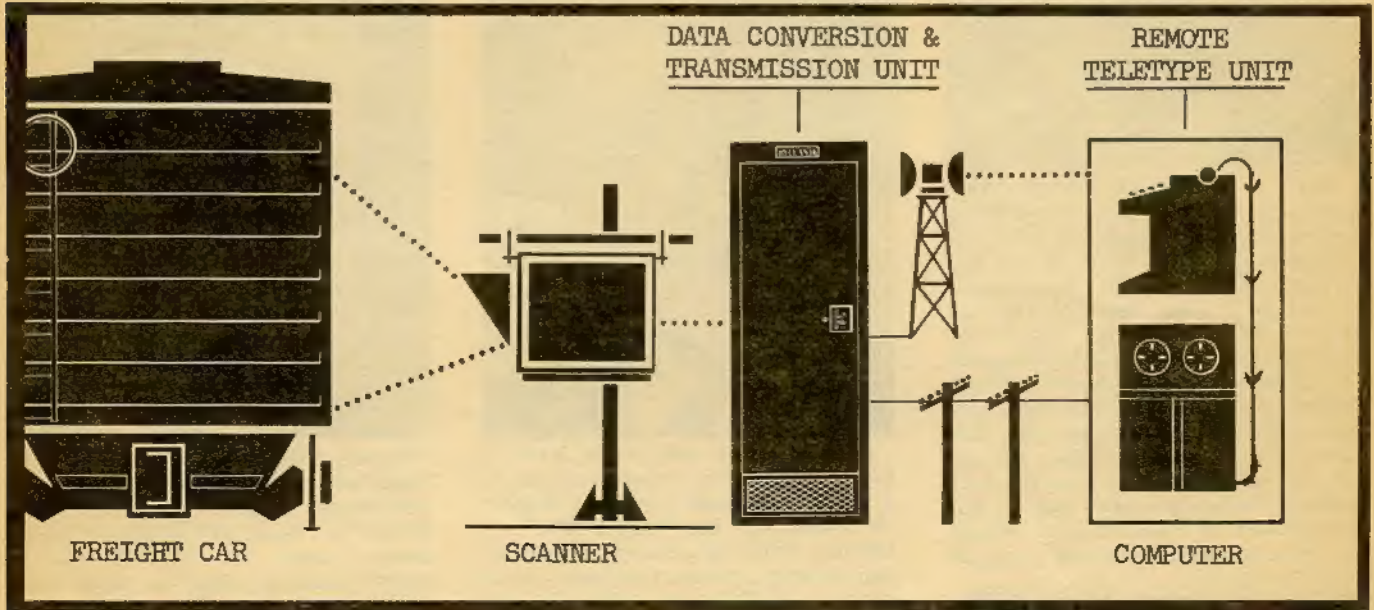 DATA CONVERSION &
TRANSMISSION UNIT
REMOTE
TELETYPE UNIT
FREIGHT CAR
SCANNER
COMPUTER